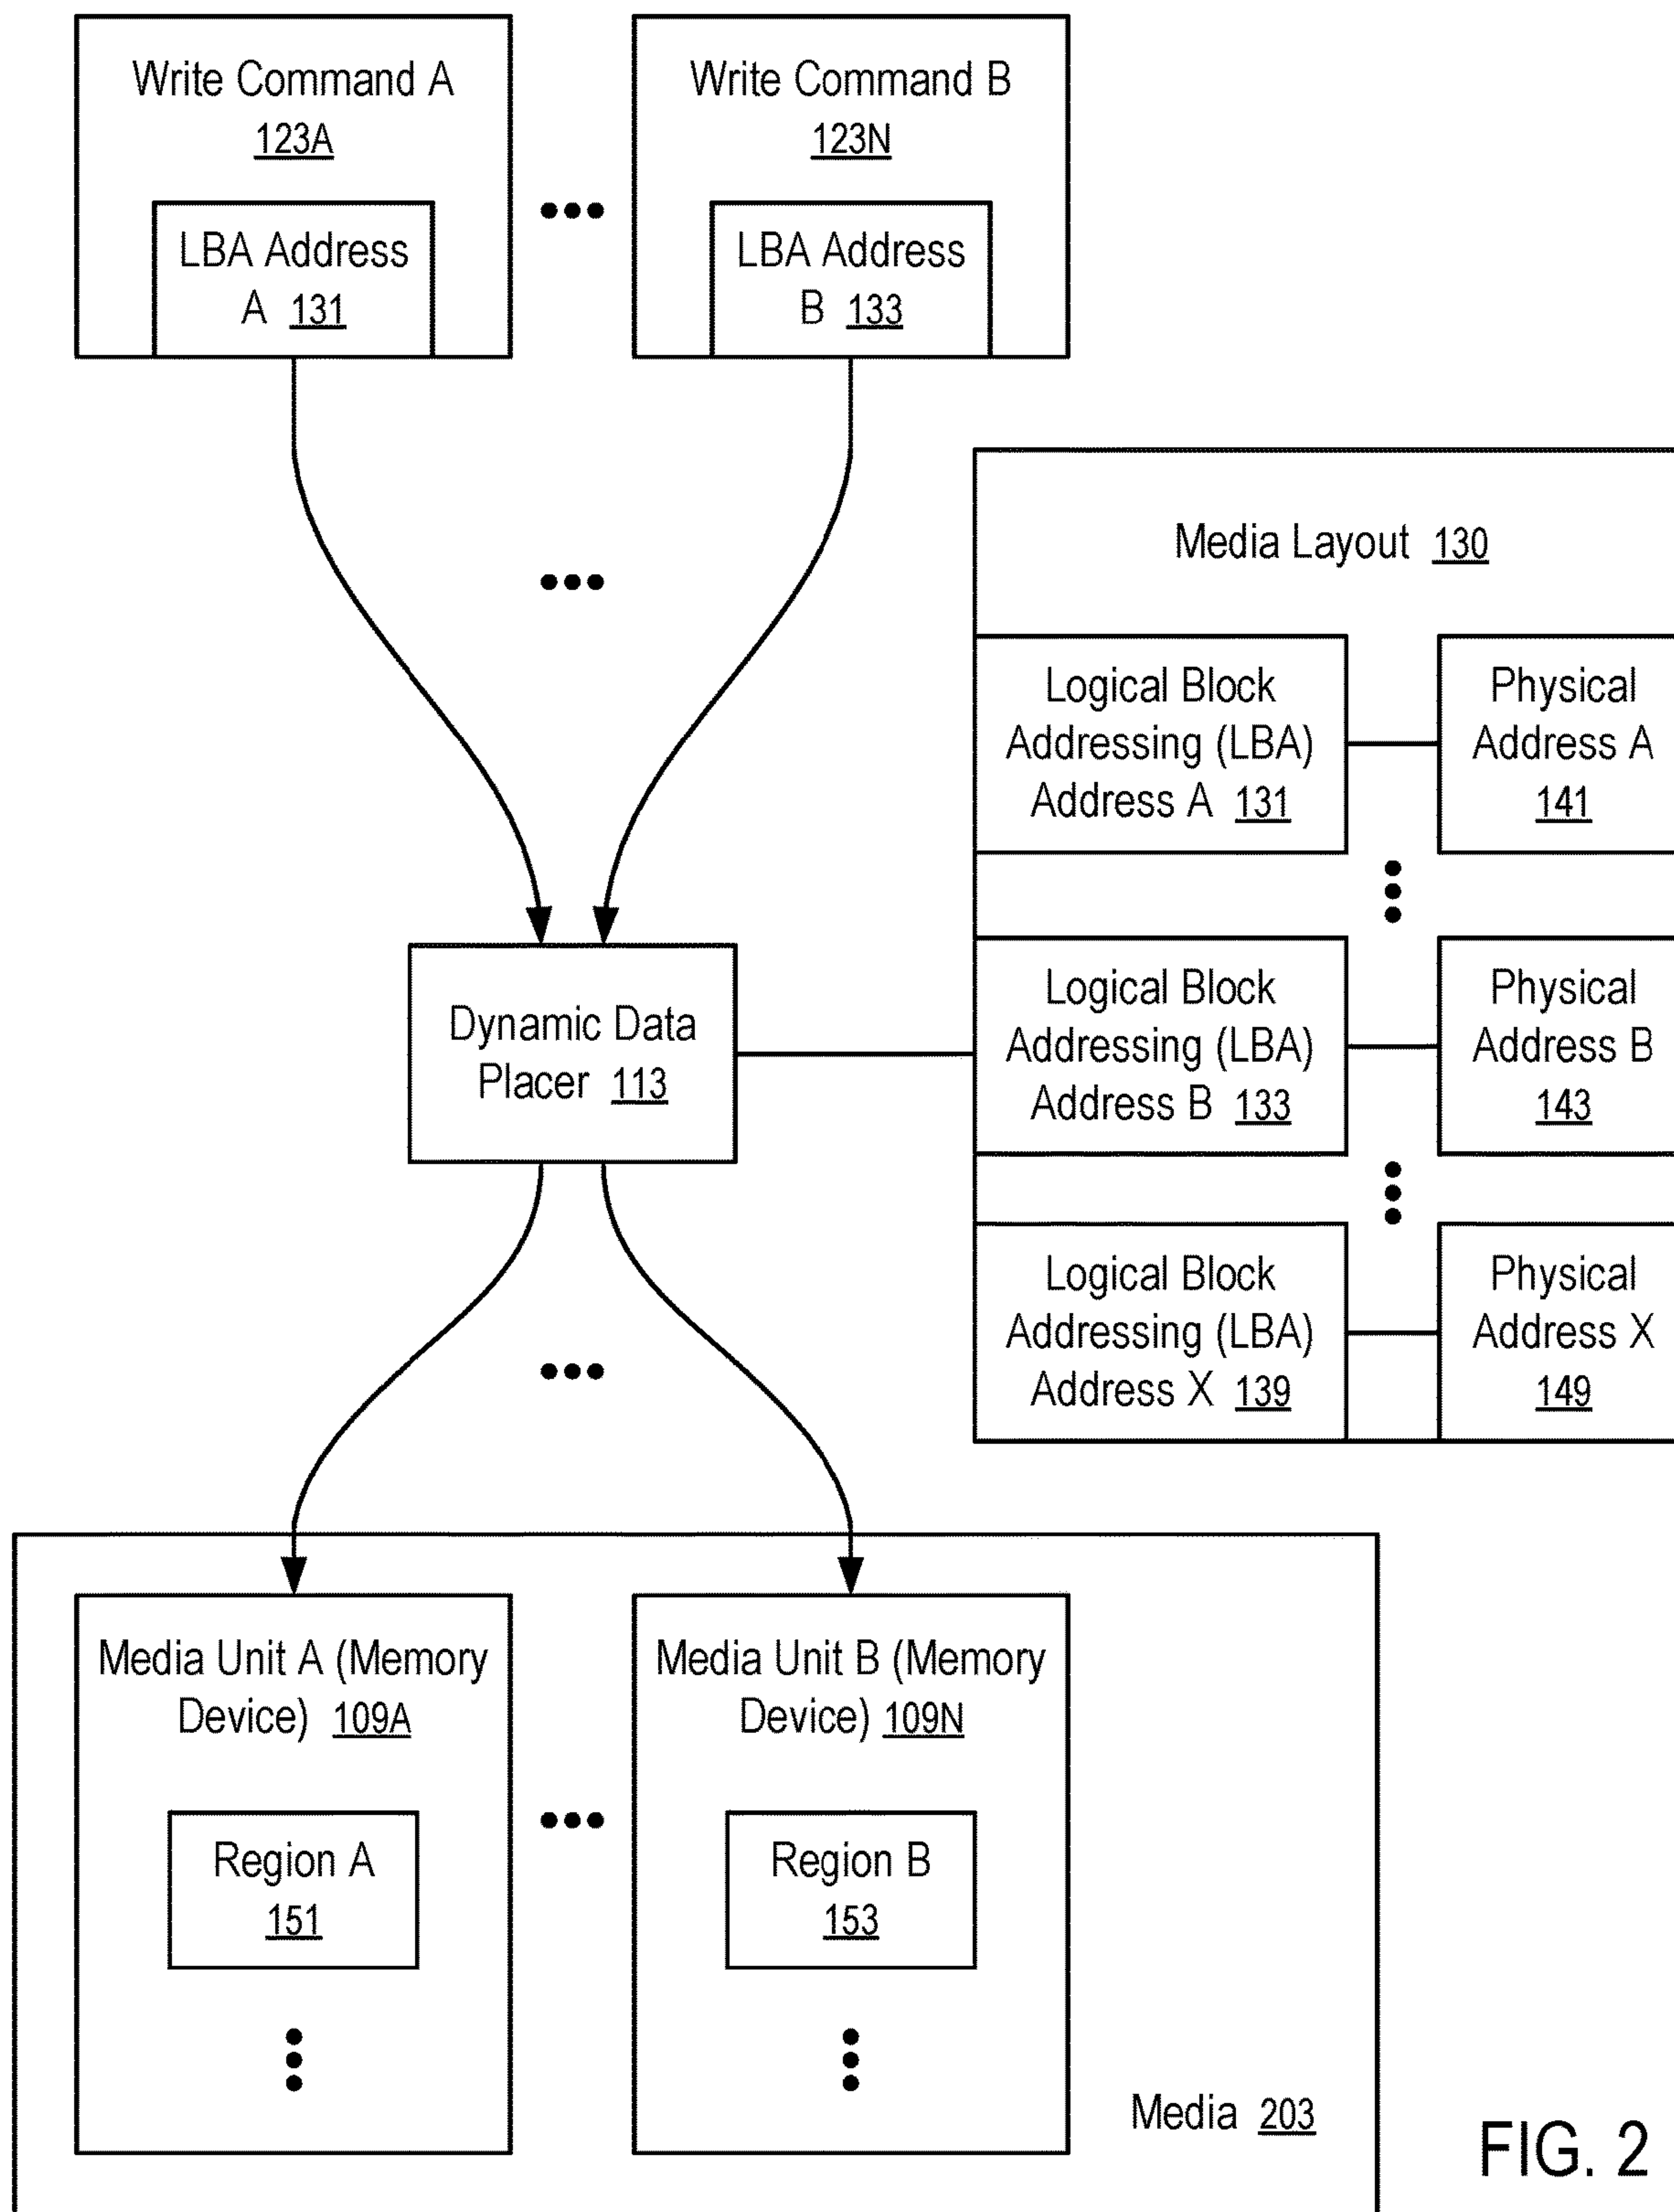 Write Command A
123A
LBA Address
A 131
Write Command B
123N
LBA Address
B 133
Media Layout 130
Logical Block
Addressing (LBA)
Address A 131
Physical
Address A
141
Logical Block
Addressing (LBA)
Address B 133
Physical
Address B
143
Logical Block
Addressing (LBA)
Address X 139
Physical
Address X
149
Dynamic Data
Placer 113
Media Unit A (Memory
Device) 109A
Region A
151
Media Unit B (Memory
Device) 109N
Region B
153
Media 203
FIG. 2